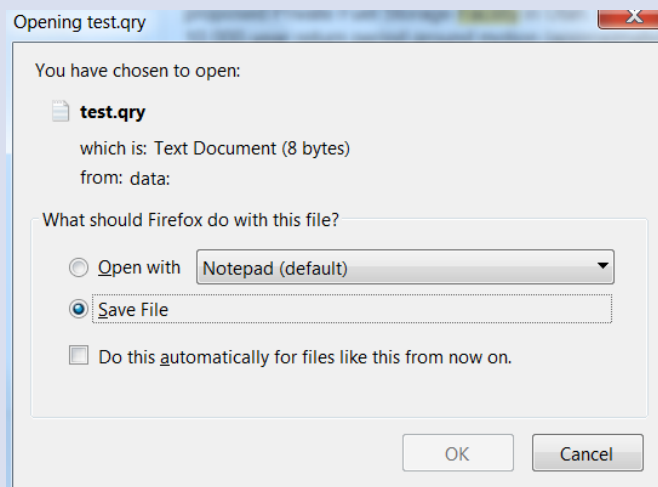 Opening test.qry
You have chosen to open:
test.qry
which is: Text Document (8 bytes)
from: data:
What should Firefox do with this file?
Open with Notepad (default)
Save File
Do this automatically for files like this from now on.
OK Cancel